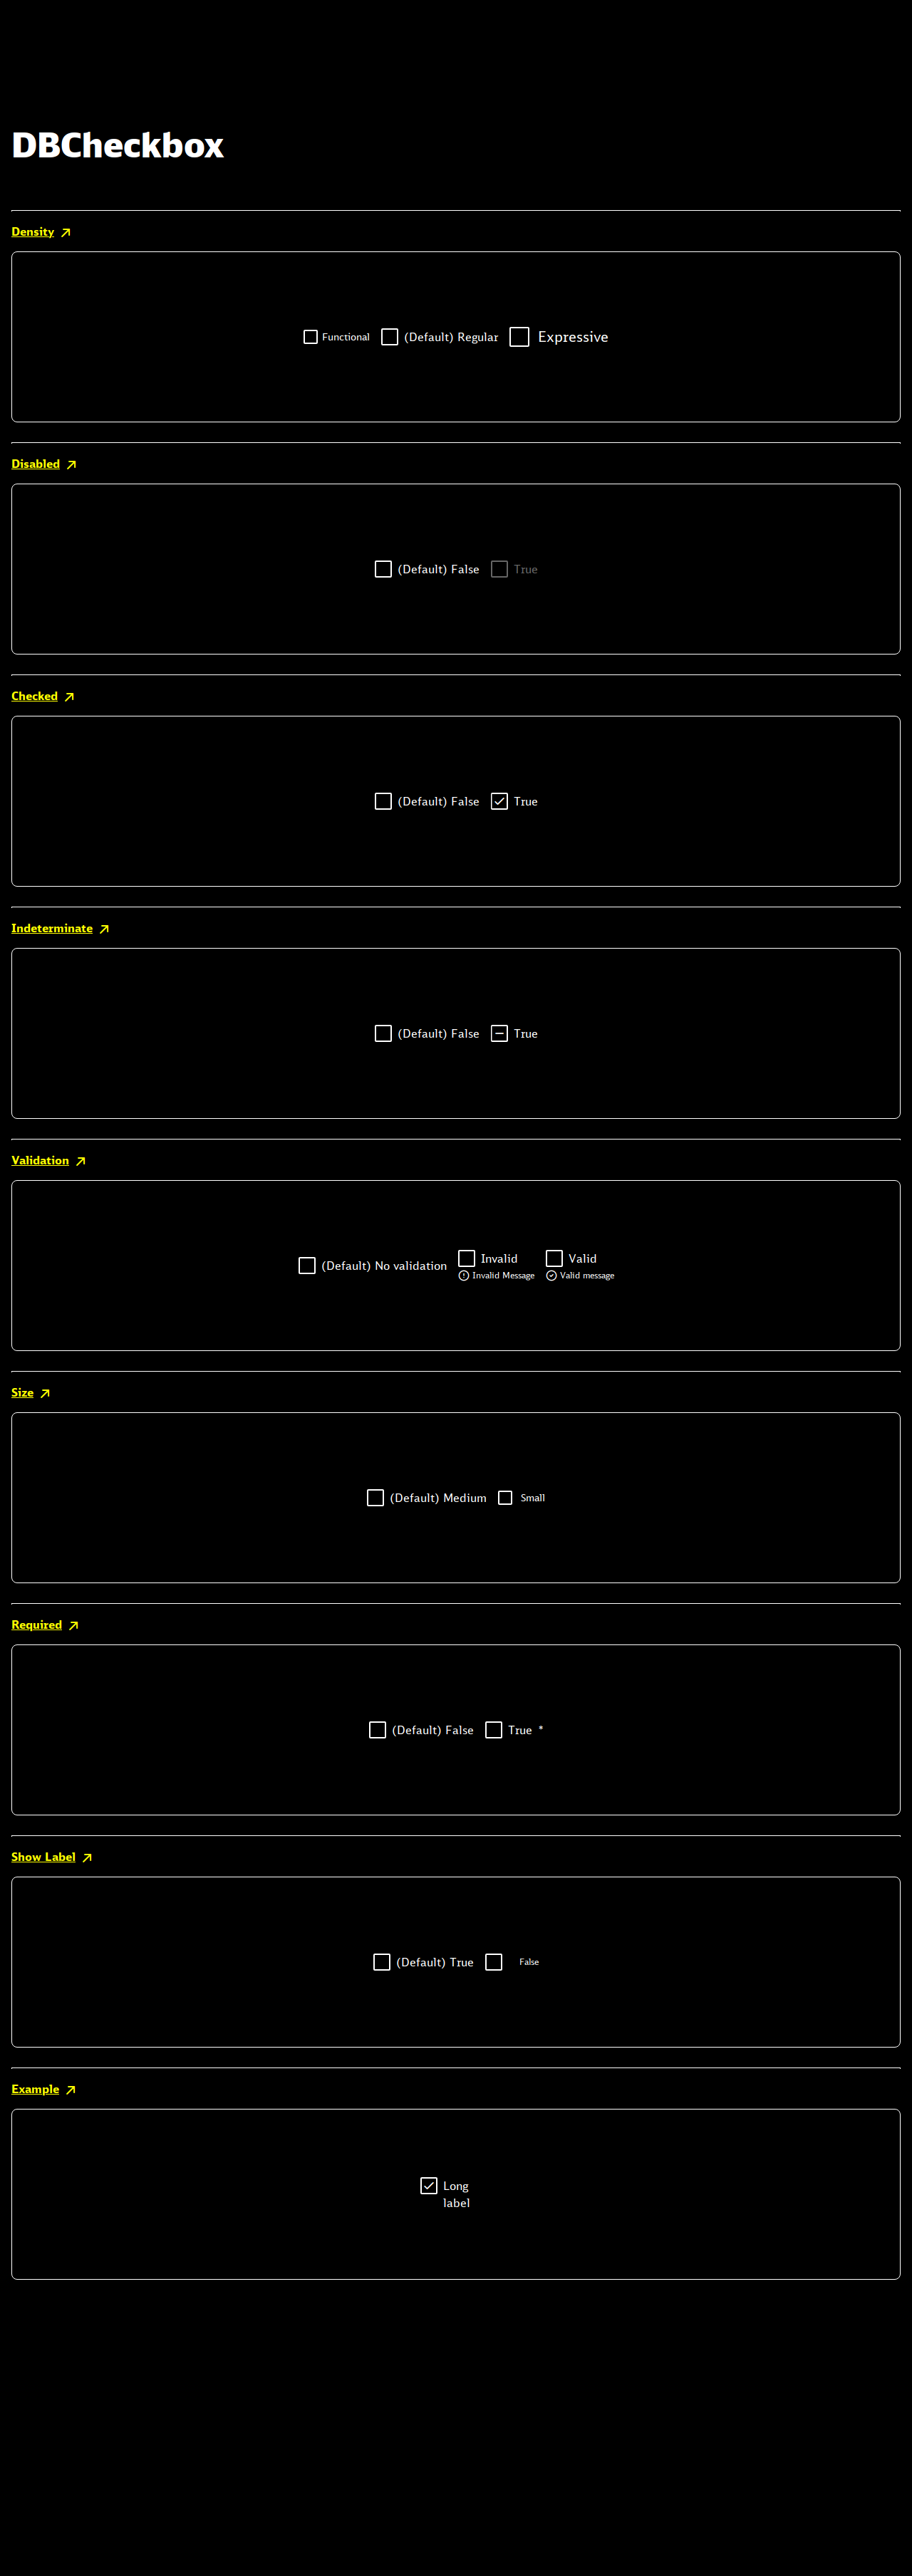 DBCheckbox
Density
Functional (Default) Regular Expressive
Disabled
(Default) False True
Checked
(Default) False True
Indeterminate
(Default) False True
Validation
(Default) No validation Invalid Valid
Invalid Message Valid message
Size
(Default) Medium Small
Required
(Default) False True *
Show Label
(Default) True False
Example
Long
label